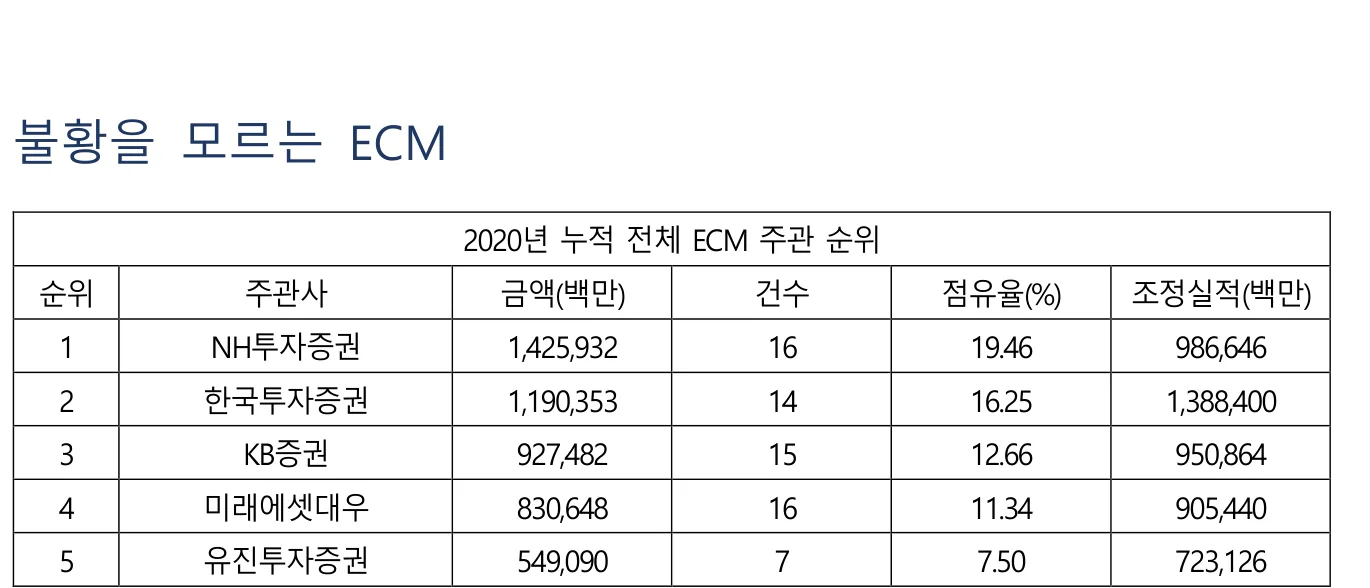 불황을 모르는 ECM
2020년 누적 전체 ECM 주관 순위
순위 주관사 금액(백만) 건수 점유율(%) 조정실적(백만)
1 NH투자증권 1,425,932 16 19.46 986,646
2 한국투자증권 1,190,353 14 16.25 1,388,400
3 KB증권 927,482 15 12.66 950,864
4 미래에셋대우 830,648 16 11.34 905,440
5 유진투자증권 549,090 7 7.50 723,126